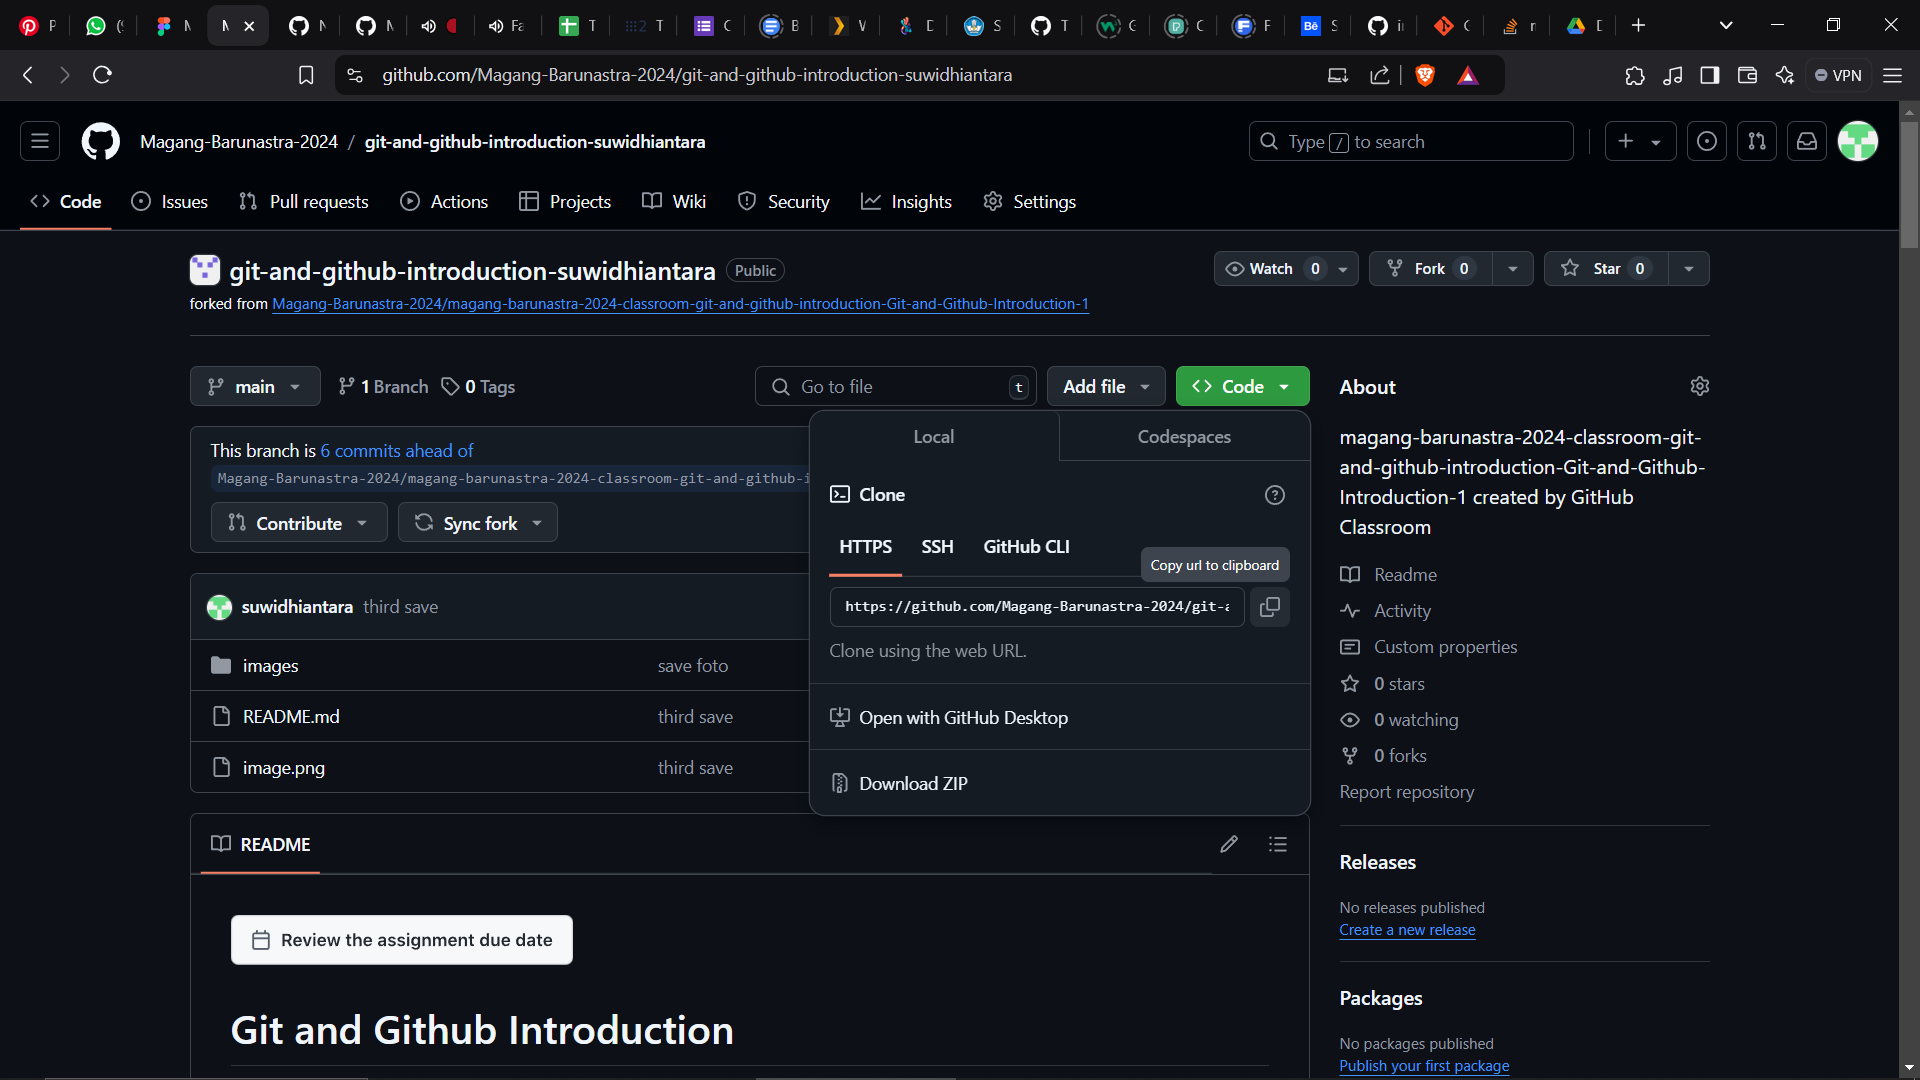 github.com/Magang-Barunastra-2024/git-and-github-introduction-suwidhiantara
VPN
Magang-Barunastra-2024 / git-and-github-introduction-suwidhiantara
Type / to search
Code
Issues
Pull requests
Actions
Projects
Wiki
Security
Insights
Settings
git-and-github-introduction-suwidhiantara
Public
Watch 0
Fork 0
Star 0
forked from Magang-Barunastra-2024/magang-barunastra-2024-classroom-git-and-github-introduction-Git-and-Github-Introduction-1
main
1 Branch
0 Tags
Go to file
t
Add file
Code
This branch is 6 commits ahead of
Magang-Barunastra-2024/magang-barunastra-2024-classroom-git-and-github-i
Contribute
Sync fork
suwidhiantara third save
images
save foto
README.md
third save
image.png
third save
Local
Codespaces
Clone
HTTPS
SSH
GitHub CLI
Copy url to clipboard
https://github.com/Magang-Barunastra-2024/git-a
Clone using the web URL.
Open with GitHub Desktop
Download ZIP
README
Review the assignment due date
Git and Github Introduction
About
magang-barunastra-2024-classroom-git-
and-github-introduction-Git-and-Github-
Introduction-1 created by GitHub
Classroom
Readme
Activity
Custom properties
0 stars
0 watching
0 forks
Report repository
Releases
No releases published
Create a new release
Packages
No packages published
Publish your first package